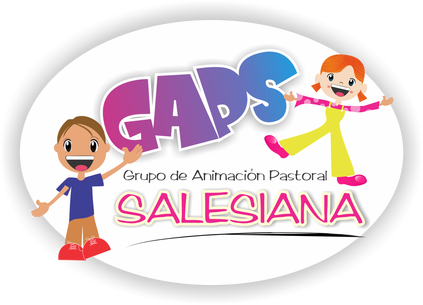 GAPS
Grupo de Animación Pastoral
SALESIANA